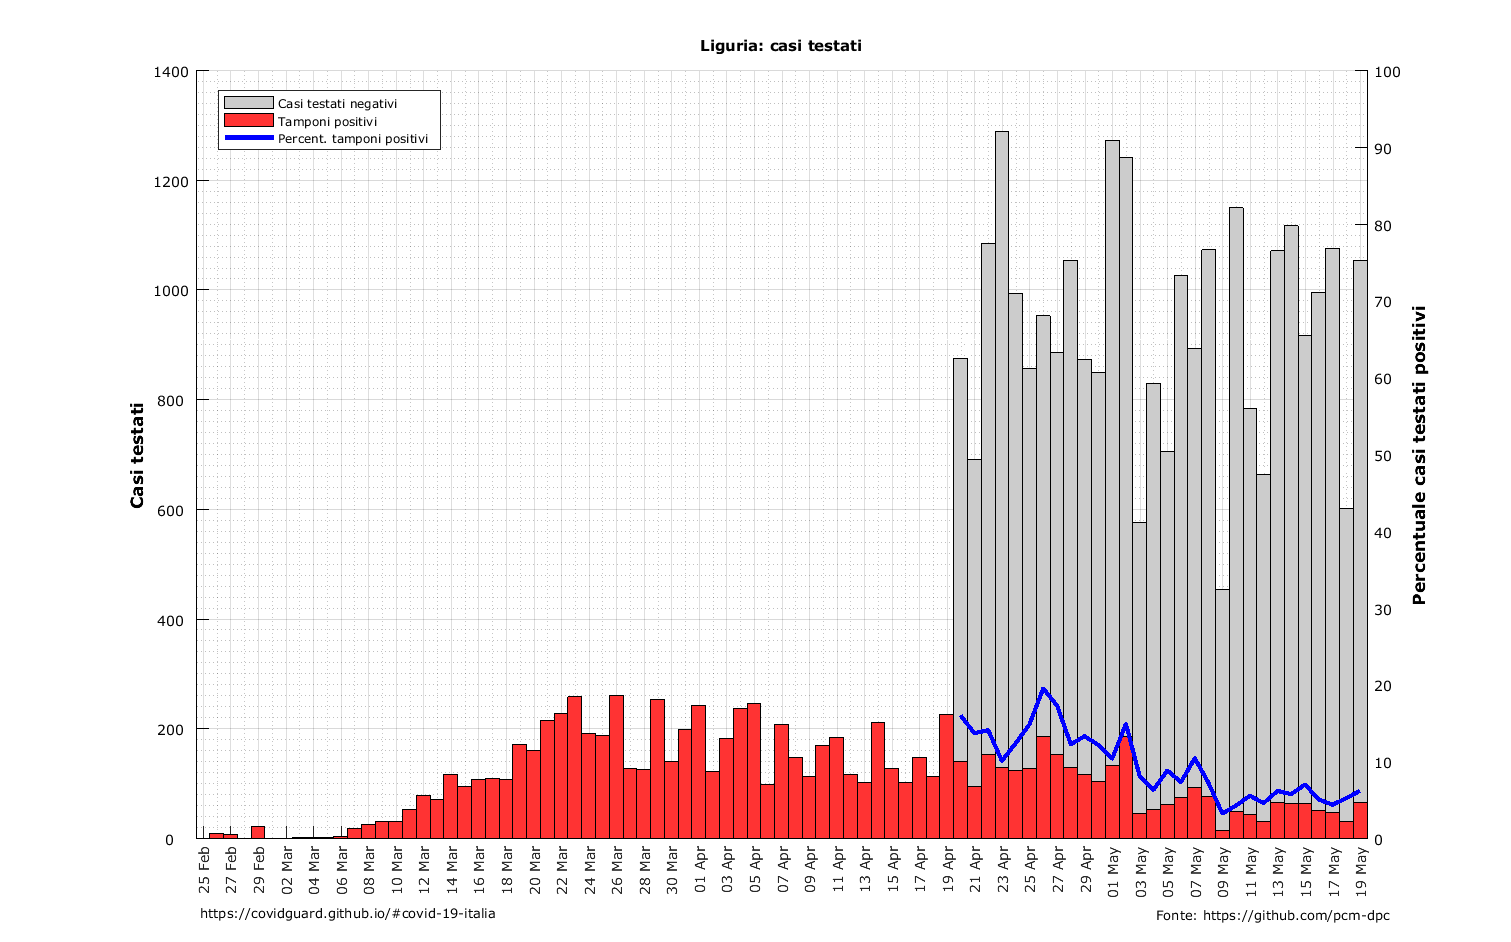 Liguria: casi testati
1400
1200
1000
800
600
400
200
0
Casi testati
Casi testati negativi
Tamponi positivi
Percent. tamponi positivi
100
90
80
70
60
50
40
30
20
10
0
Percentuale casi testati positivi
25 Feb
27 Feb
29 Feb
02 Mar
04 Mar
06 Mar
08 Mar
10 Mar
12 Mar
14 Mar
16 Mar
18 Mar
20 Mar
22 Mar
24 Mar
26 Mar
28 Mar
30 Mar
01 Apr
03 Apr
05 Apr
07 Apr
09 Apr
11 Apr
13 Apr
15 Apr
17 Apr
19 Apr
21 Apr
23 Apr
25 Apr
27 Apr
29 Apr
01 May
03 May
05 May
07 May
09 May
11 May
13 May
15 May
17 May
19 May
https://covidguard.github.io/#covid-19-italia
Fonte: https://github.com/pcm-dpc